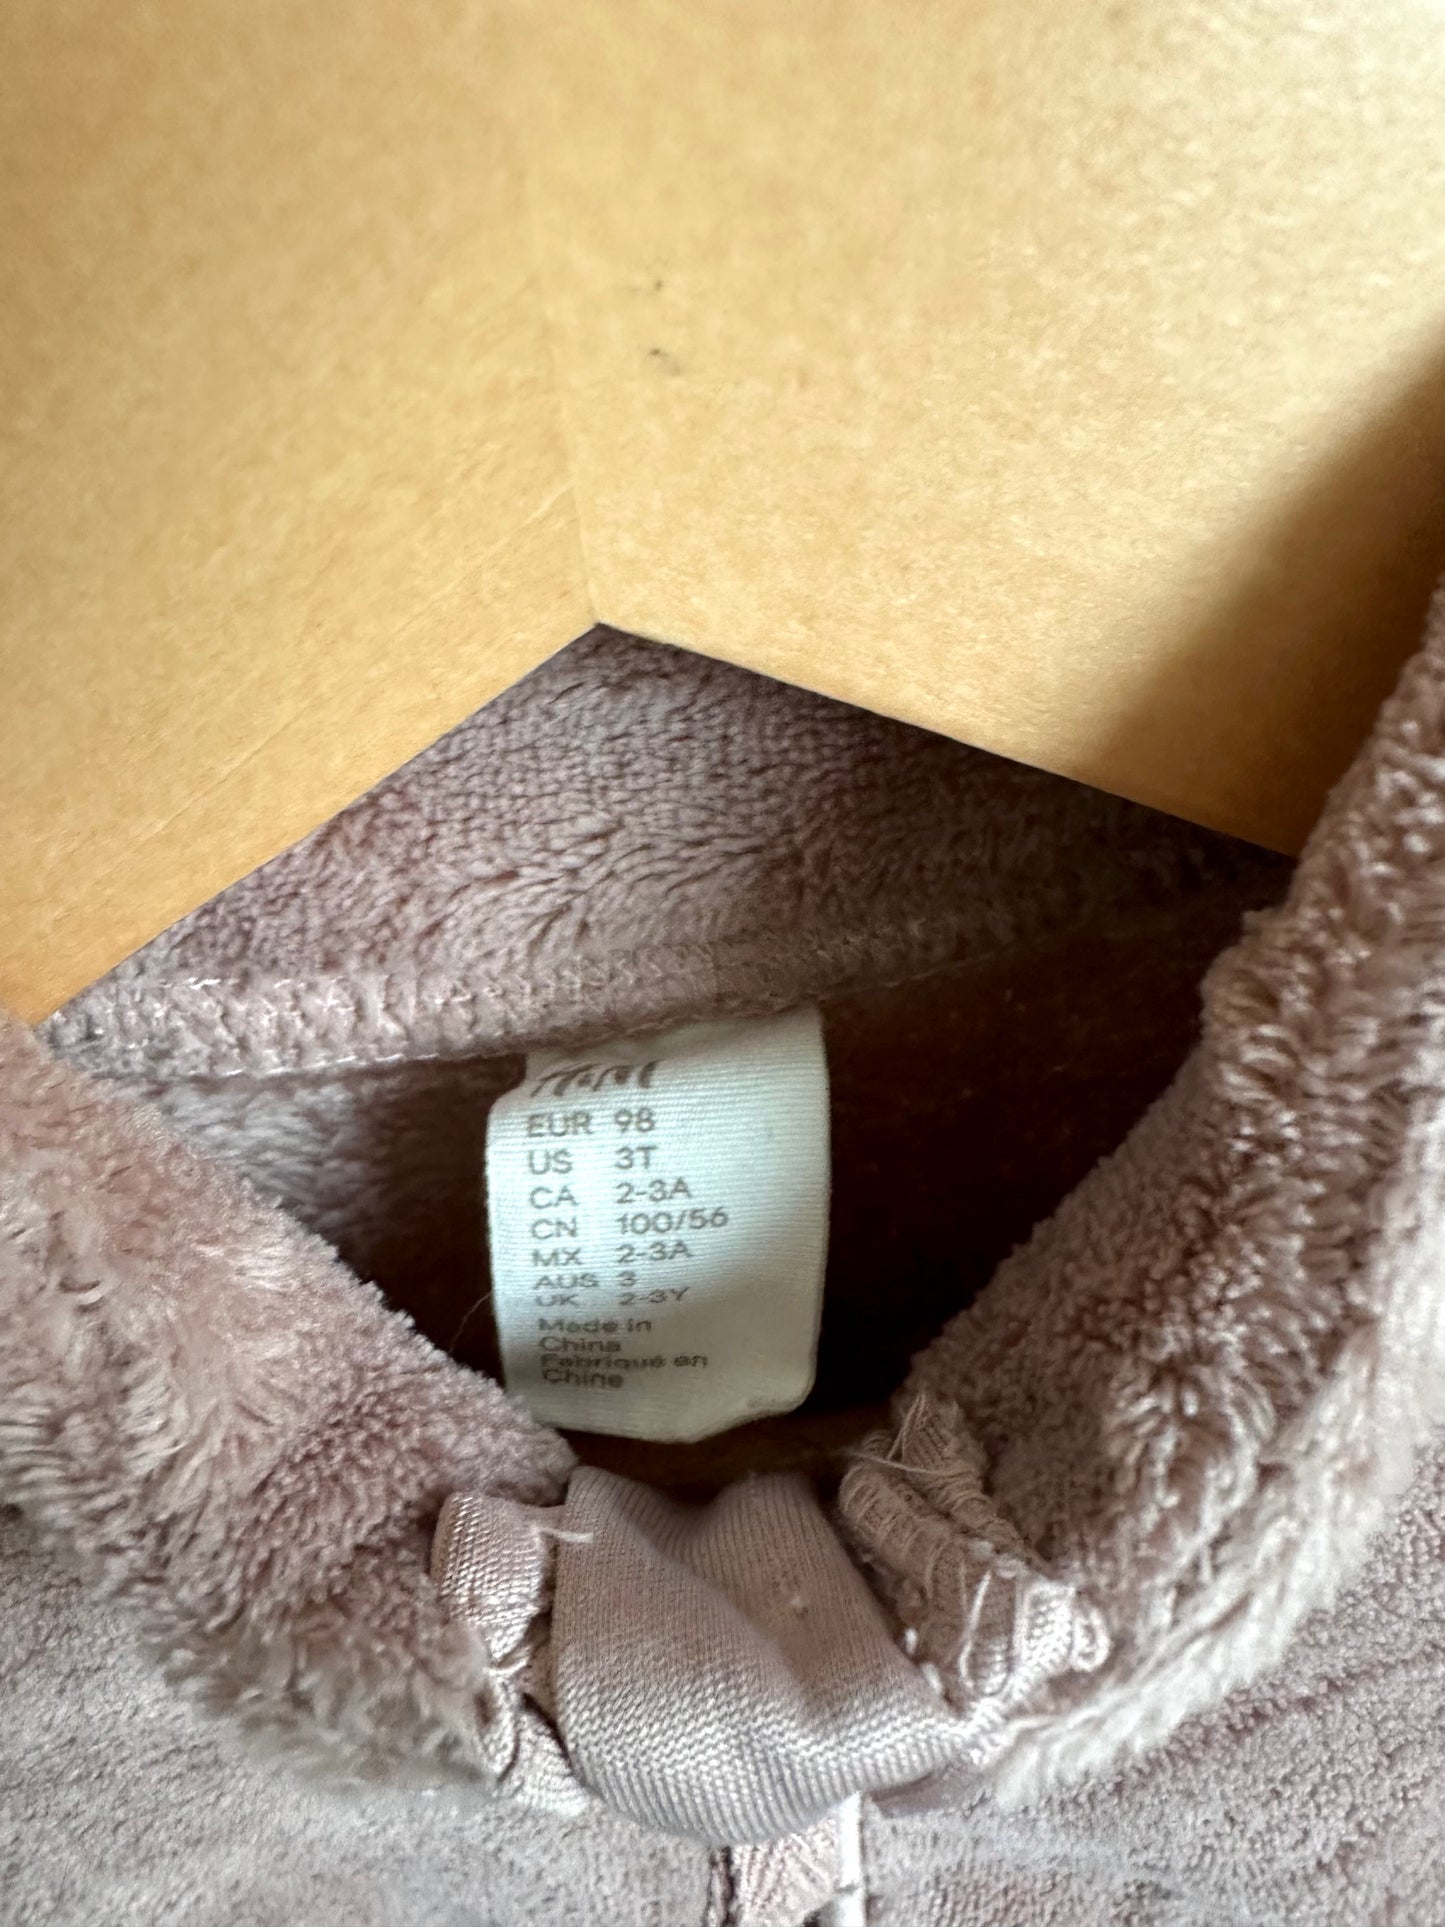 H&M
EUR 98
US 3T
CA 2-3A
CN 100/56
MX 2-3A
AUS 3
UK 2-3Y
Made in
China
Fabriqué en
Chine